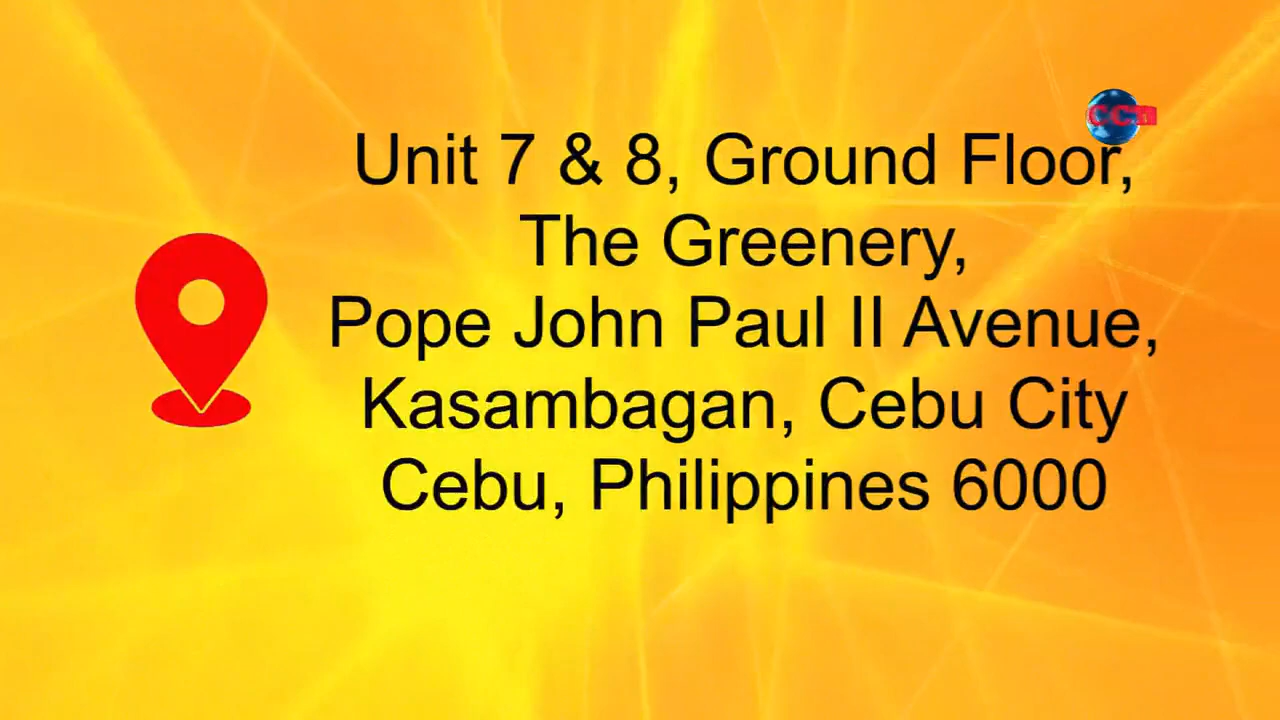 Unit 7 & 8, Ground Floor,
The Greenery,
Pope John Paul II Avenue,
Kasambagan, Cebu City
Cebu, Philippines 6000